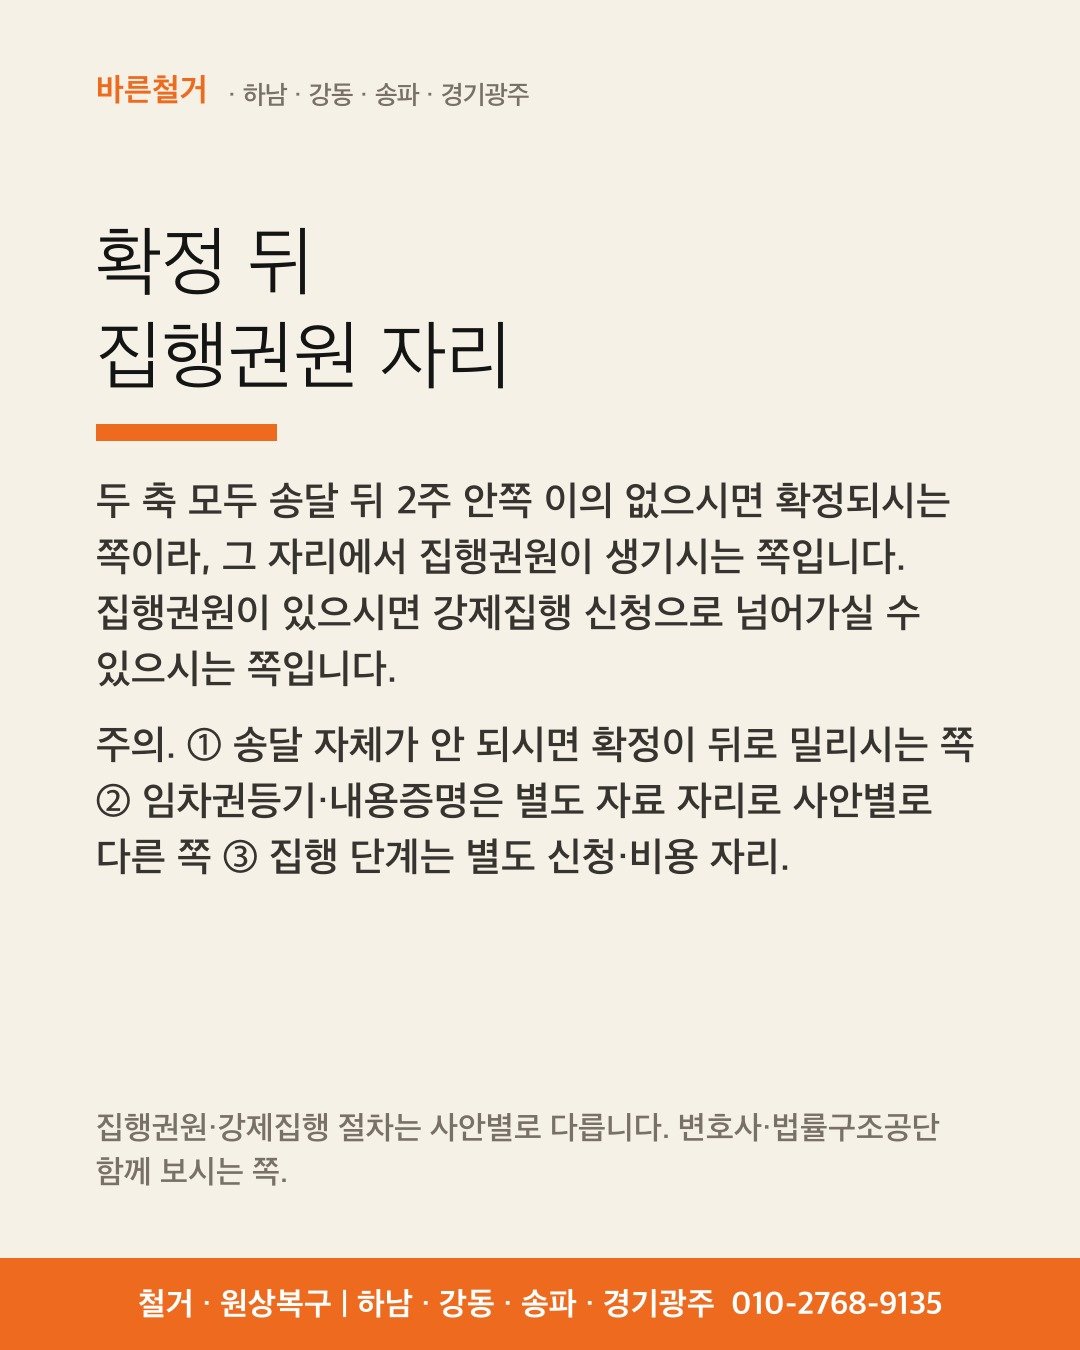 바른철거 · 하남 · 강동 · 송파 · 경기광주
확정 뒤
집행권원 자리
두 축 모두 송달 뒤 2주 안쪽 이의 없으시면 확정되시는
쪽이라, 그 자리에서 집행권원이 생기시는 쪽입니다.
집행권원이 있으시면 강제집행 신청으로 넘어가실 수
있으시는 쪽입니다.
주의. ① 송달 자체가 안 되시면 확정이 뒤로 밀리시는 쪽
② 임차권등기·내용증명은 별도 자료 자리로 사안별로
다른 쪽 ③ 집행 단계는 별도 신청·비용 자리.
집행권원·강제집행 절차는 사안별로 다릅니다. 변호사·법률구조공단
함께 보시는 쪽.
철거 · 원상복구 | 하남 · 강동 · 송파 · 경기광주 010-2768-9135